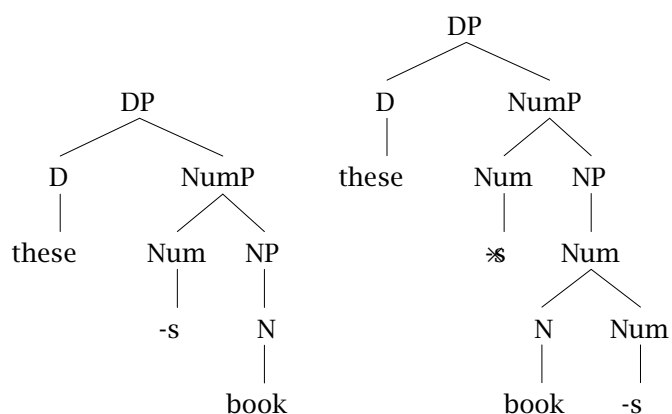 DP
D NumP
these Num NP
-s N
book
DP
D NumP
these Num NP
-s Num
N Num
book -s